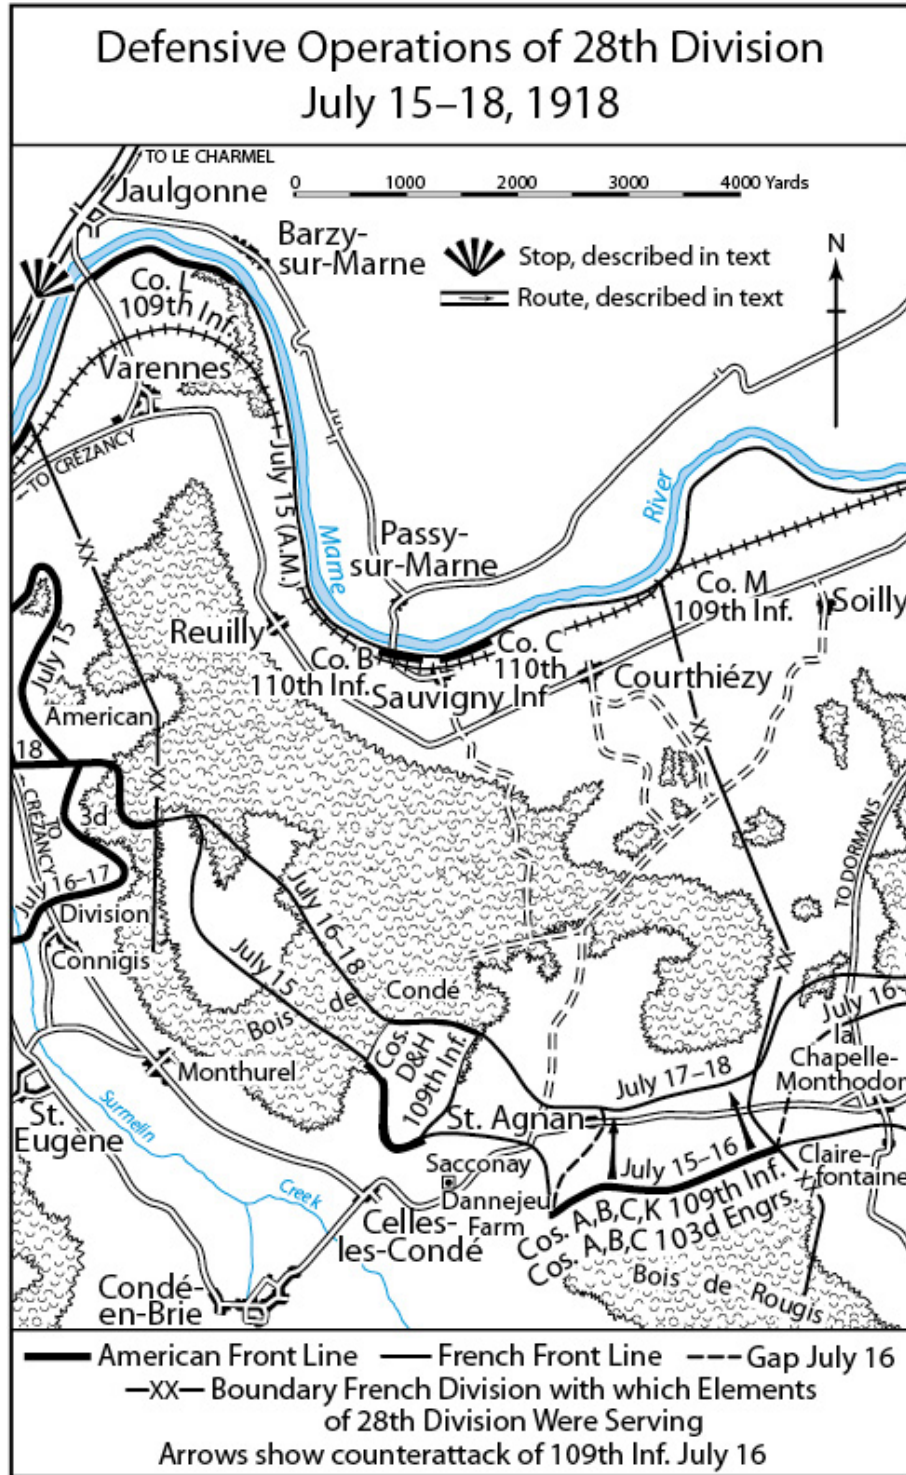 Defensive Operations of 28th Division
July 15–18, 1918
TO LE CHARMEL
Jaulgonne
0 1000 2000 3000 4000 Yards
Barzy-
sur-Marne
Stop, described in text
Route, described in text
N
Co. L
109th Inf.
Varennes
← TO CRÉZANCY
July 15 (A.M.)
Marne
River
XX
Passy-
sur-Marne
Reuilly
Co. B
110th Inf.
Sauvigny
Co. C
110th
Inf
Co. M
109th Inf.
Soilly
Courthiézy
XX
July 15
American
18
XX
TO
CRÉZANCY
3d
July 16–17
Division
Connigis
July 16–18
July 15
Bois de Condé
Cos.
D&H
109th Inf.
TO DORMANS
XX
July 16–
la
Chapelle-
Monthodon
July 17–18
Monthurel
St.
Eugène
Surmelin
Creek
St. Agnan
Sacconay
Dannejeu
Farm
July 15–16
Claire-
fontaine
Cos. A,B,C,K 109th Inf.
Cos. A,B,C 103d Engrs.
Bois de Rougis
Celles-
les-Condé
Condé-
en-Brie
American Front Line French Front Line Gap July 16
XX Boundary French Division with which Elements
of 28th Division Were Serving
Arrows show counterattack of 109th Inf. July 16